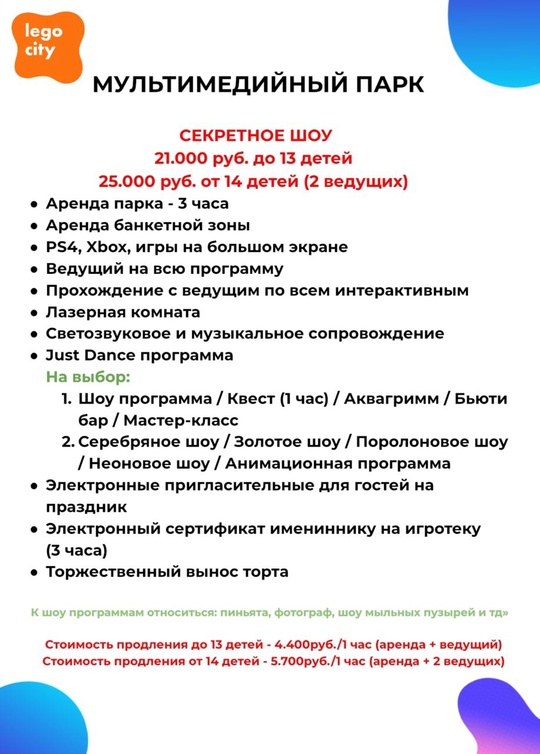 lego
city
МУЛЬТИМЕДИЙНЫЙ ПАРК
СЕКРЕТНОЕ ШОУ
21.000 руб. до 13 детей
25.000 руб. от 14 детей (2 ведущих)
• Аренда парка - 3 часа
• Аренда банкетной зоны
• PS4, Xbox, игры на большом экране
• Ведущий на всю программу
• Прохождение с ведущим по всем интерактивным
• Лазерная комната
• Светозвуковое и музыкальное сопровождение
• Just Dance программа
На выбор:
1. Шоу программа / Квест (1 час) / Аквагримм / Бьюти
бар / Мастер-класс
2. Серебряное шоу / Золотое шоу / Поролоновое шоу
/ Неоновое шоу / Анимационная программа
• Электронные пригласительные для гостей на
праздник
• Электронный сертификат имениннику на игротеку
(3 часа)
• Торжественный вынос торта
К шоу программам относиться: пиньята, фотограф, шоу мыльных пузырей и тд»
Стоимость продления до 13 детей - 4.400руб./1 час (аренда + ведущий)
Стоимость продления от 14 детей - 5.700руб./1 час (аренда + 2 ведущих)